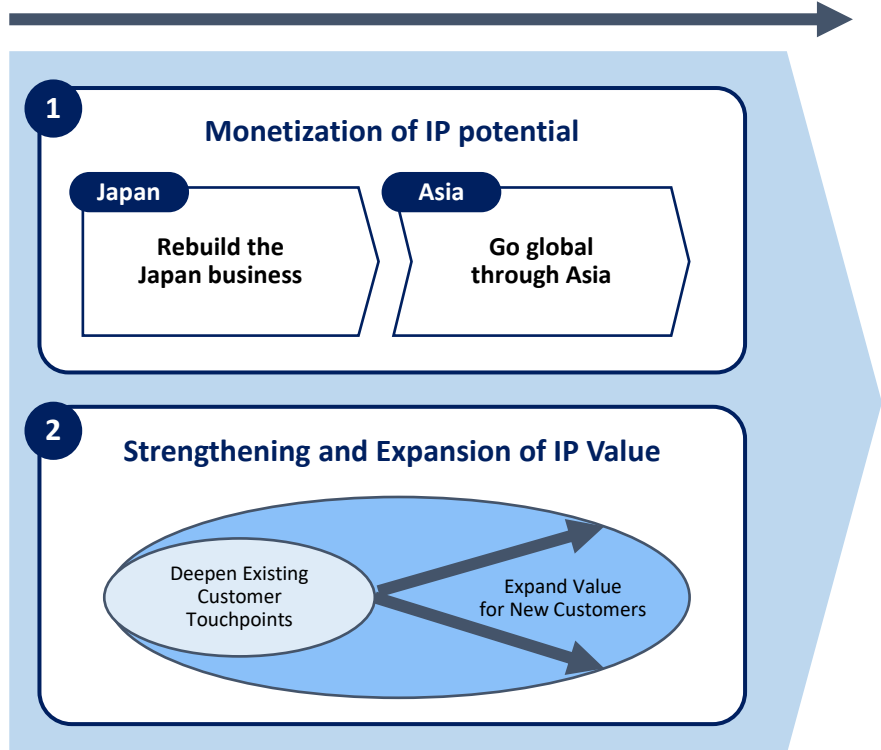 1
Monetization of IP potential
Japan
Rebuild the
Japan business
Asia
Go global
through Asia
2
Strengthening and Expansion of IP Value
Deepen Existing
Customer
Touchpoints
Expand Value
for New Customers